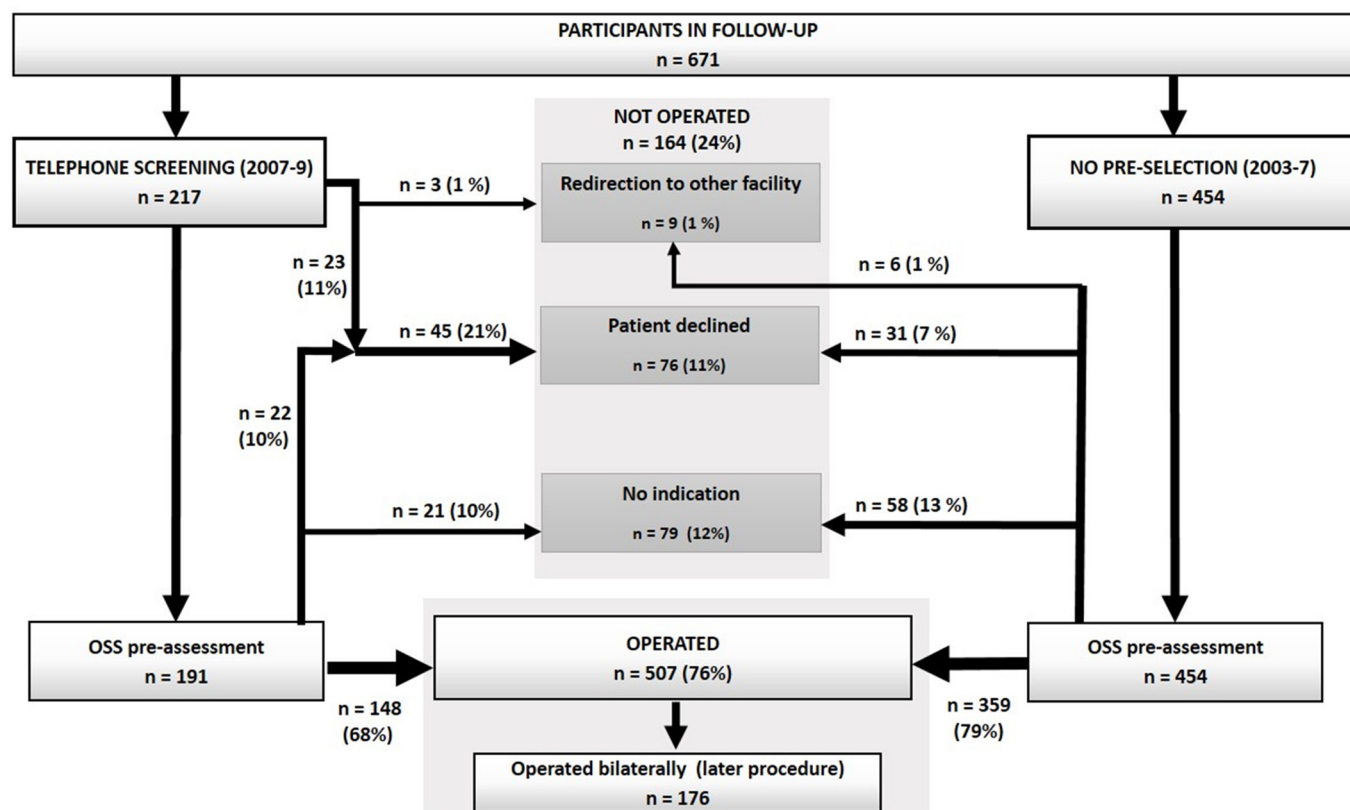 PARTICIPANTS IN FOLLOW-UP
n = 671
NOT OPERATED
n = 164 (24%)
TELEPHONE SCREENING (2007-9)
n = 217
NO PRE-SELECTION (2003-7)
n = 454
n = 3 (1 %)
Redirection to other facility
n = 9 (1 %)
n = 23
(11%)
n = 6 (1 %)
n = 45 (21%)
Patient declined
n = 76 (11%)
n = 31 (7 %)
n = 22
(10%)
n = 21 (10%)
No indication
n = 79 (12%)
n = 58 (13 %)
OSS pre-assessment
n = 191
OPERATED
n = 507 (76%)
OSS pre-assessment
n = 454
n = 148
(68%)
n = 359
(79%)
Operated bilaterally (later procedure)
n = 176